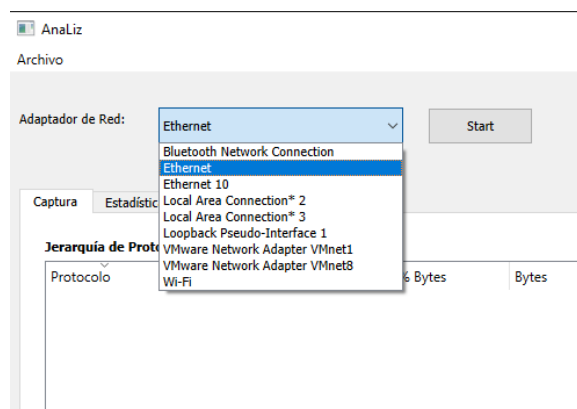 AnaLiz
Archivo
Adaptador de Red:
Ethernet
Start
Bluetooth Network Connection
Ethernet
Ethernet 10
Local Area Connection* 2
Local Area Connection* 3
Loopback Pseudo-Interface 1
VMware Network Adapter VMnet1
VMware Network Adapter VMnet8
Wi-Fi
Captura
Jerarquía de
Protocolo
% Bytes
Bytes